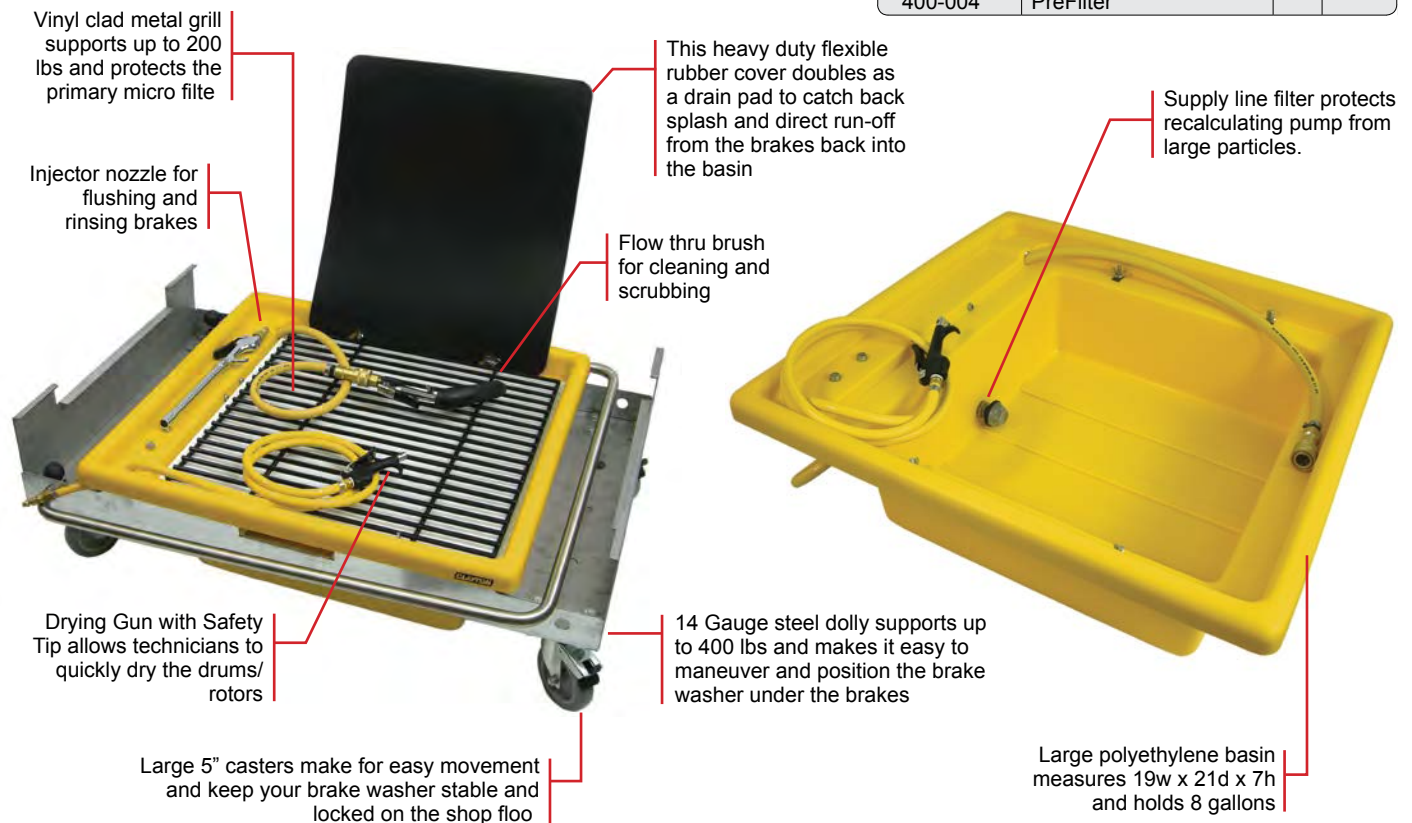 400-004 PreFilter
Vinyl clad metal grill
supports up to 200
lbs and protects the
primary micro filte
This heavy duty flexible
rubber cover doubles as
a drain pad to catch back
splash and direct run-off
from the brakes back into
the basin
Supply line filter protects
recalculating pump from
large particles.
Injector nozzle for
flushing and
rinsing brakes
Flow thru brush
for cleaning and
scrubbing
CLAYTON
Drying Gun with Safety
Tip allows technicians to
quickly dry the drums/
rotors
14 Gauge steel dolly supports up
to 400 lbs and makes it easy to
maneuver and position the brake
washer under the brakes
Large 5” casters make for easy movement
and keep your brake washer stable and
locked on the shop floo
Large polyethylene basin
measures 19w x 21d x 7h
and holds 8 gallons